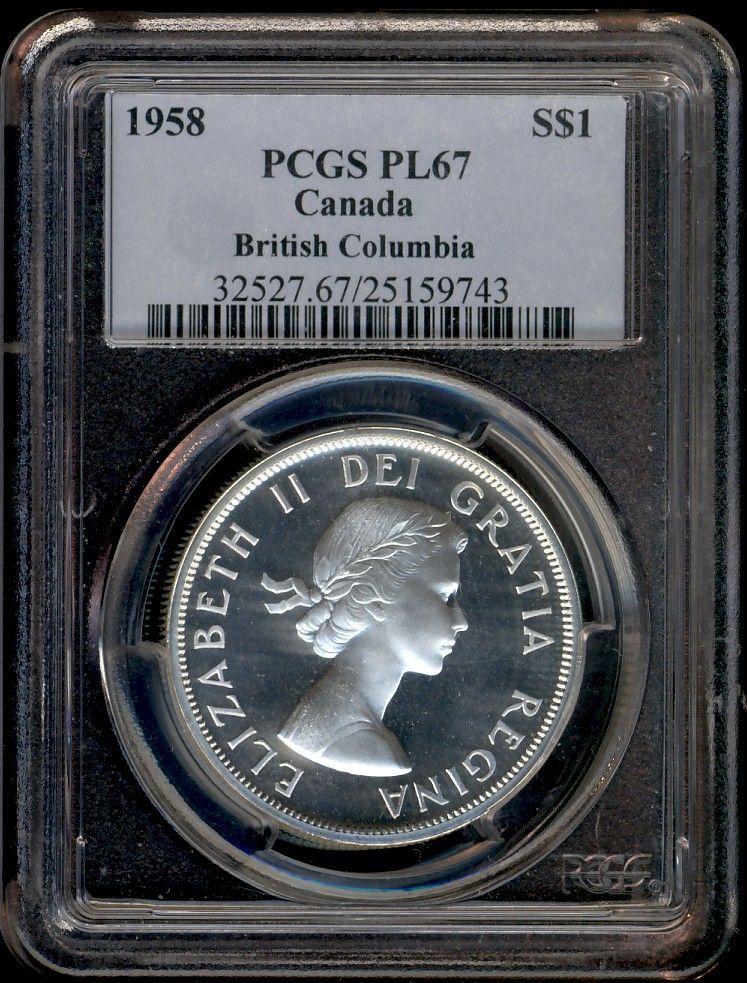 1958 S$1
PCGS PL67
Canada
British Columbia
32527.67/25159743
ELIZABETH II DEI GRATIA REGINA
PCGS